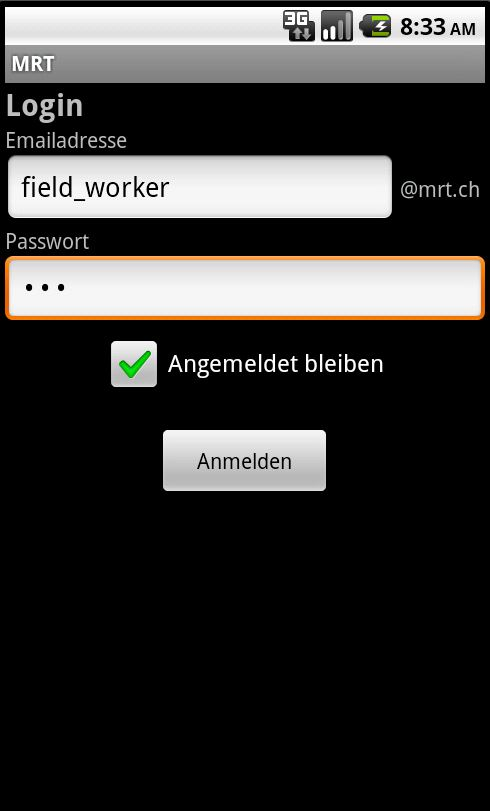 3G 8:33 AM
MRT
Login
Emailadresse
field_worker @mrt.ch
Passwort
•••
Angemeldet bleiben
Anmelden